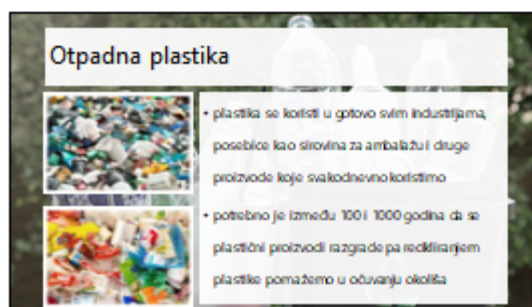 Otpadna plastika
• plastika se koristi u gotovo svim industrijama,
posebice kao sirovina za ambalažu i druge
proizvode koje svakodnevno koristimo
• potrebno je između 100 i 1000 godina da se
plastični proizvodi razgrade pa recikliranjem
plastike pomažemo u očuvanju okoliša